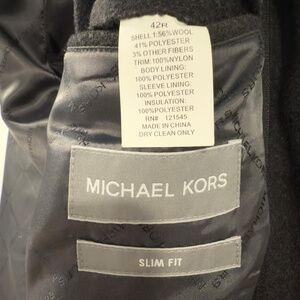 42R
SHELL 1:56%WOOL
41% POLYESTER
3% OTHER FIBERS
TRIM:100%NYLON
BODY LINING:
100% POLYESTER
SLEEVE LINING:
100% POLYESTER
INSULATION:
100% POLYESTER
RN# 121545
MADE IN CHINA
DRY CLEAN ONLY
MICHAEL KORS
SLIM FIT